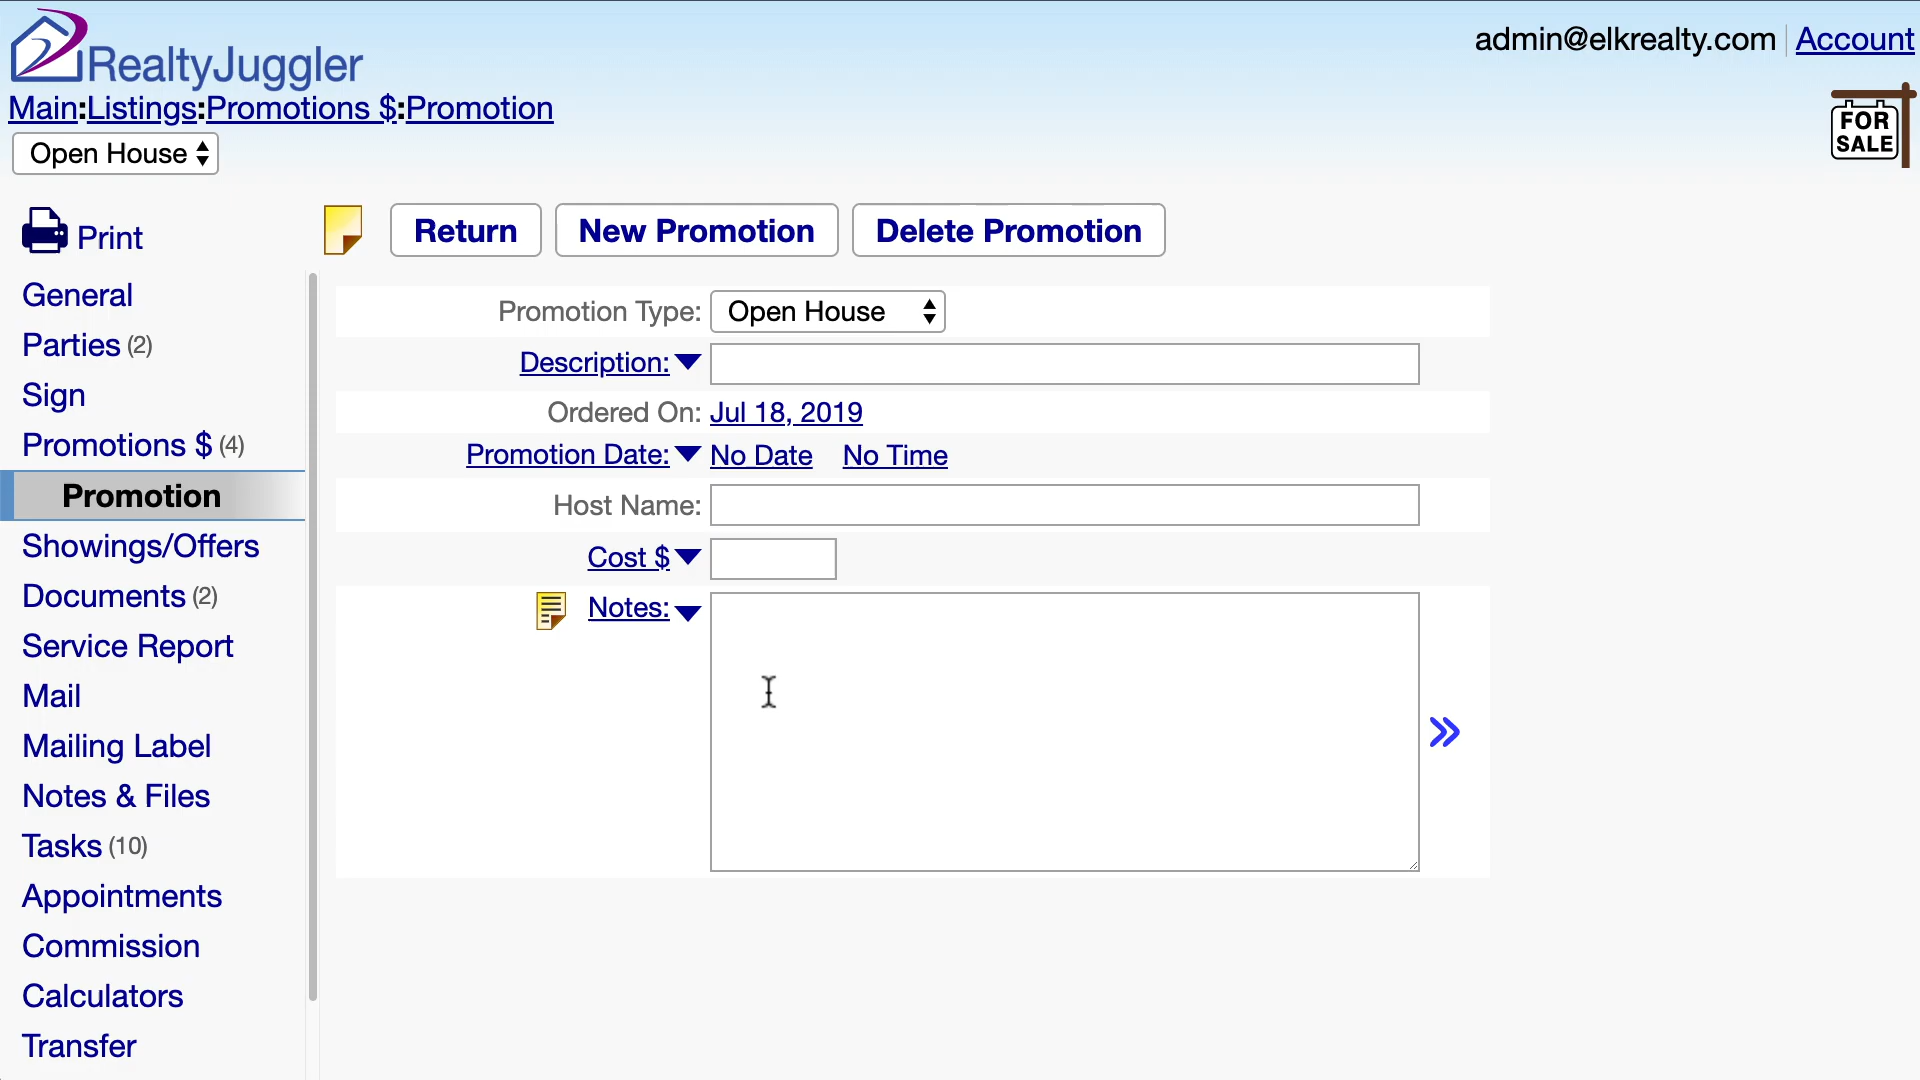 RealtyJuggler
admin@elkrealty.com Account
Main:Listings:Promotions $:Promotion
FOR
SALE
Open House
Print
Return New Promotion Delete Promotion
General
Parties (2)
Sign
Promotions $ (4)
Promotion
Showings/Offers
Documents (2)
Service Report
Mail
Mailing Label
Notes & Files
Tasks (10)
Appointments
Commission
Calculators
Transfer
Promotion Type: Open House
Description:
Ordered On: Jul 18, 2019
Promotion Date: No Date No Time
Host Name:
Cost $
Notes: